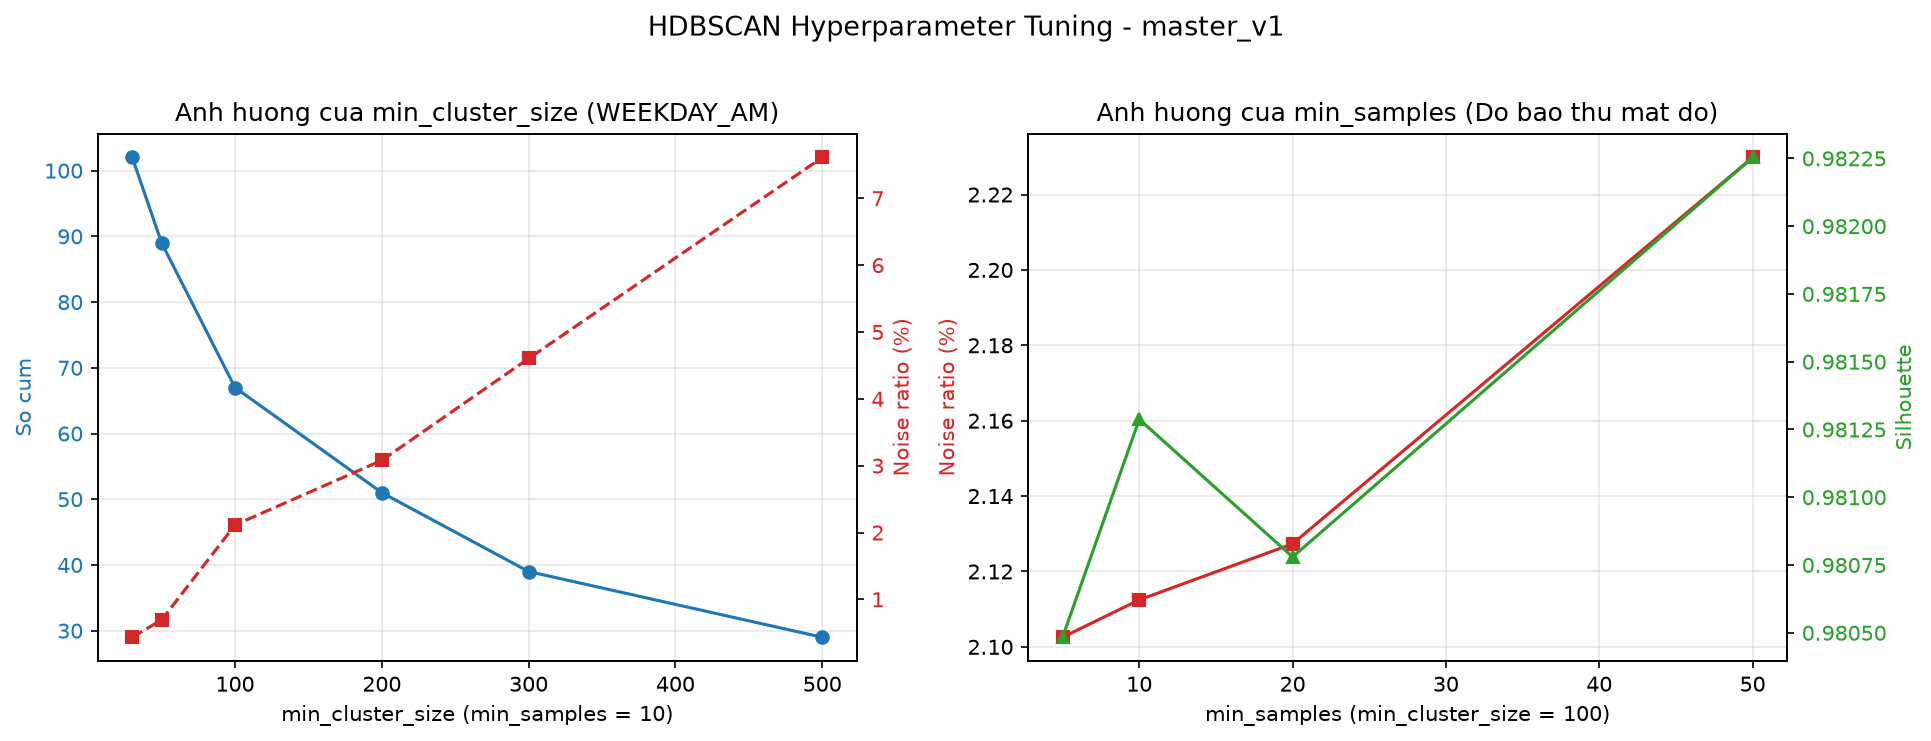 HDBSCAN Hyperparameter Tuning - master_v1
Anh huong cua min_cluster_size (WEEKDAY_AM)
So cum
100
90
80
70
60
50
40
30
7
6
5
4
3
2
1
Noise ratio (%)
100 200 300 400 500
min_cluster_size (min_samples = 10)
Anh huong cua min_samples (Do bao thu mat do)
Noise ratio (%)
2.22
2.20
2.18
2.16
2.14
2.12
2.10
0.98225
0.98200
0.98175
0.98150
0.98125
0.98100
0.98075
0.98050
Silhouette
10 20 30 40 50
min_samples (min_cluster_size = 100)